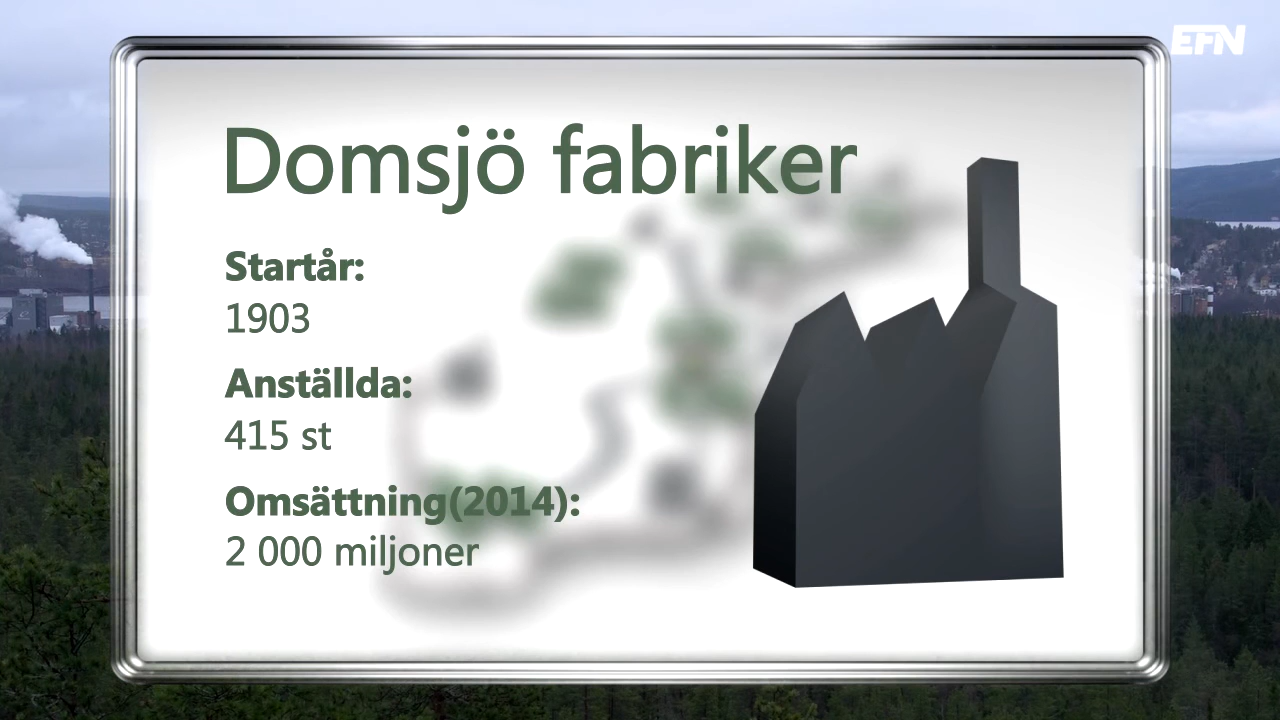 EFN
Domsjö fabriker
Startår:
1903
Anställda:
415 st
Omsättning(2014):
2 000 miljoner